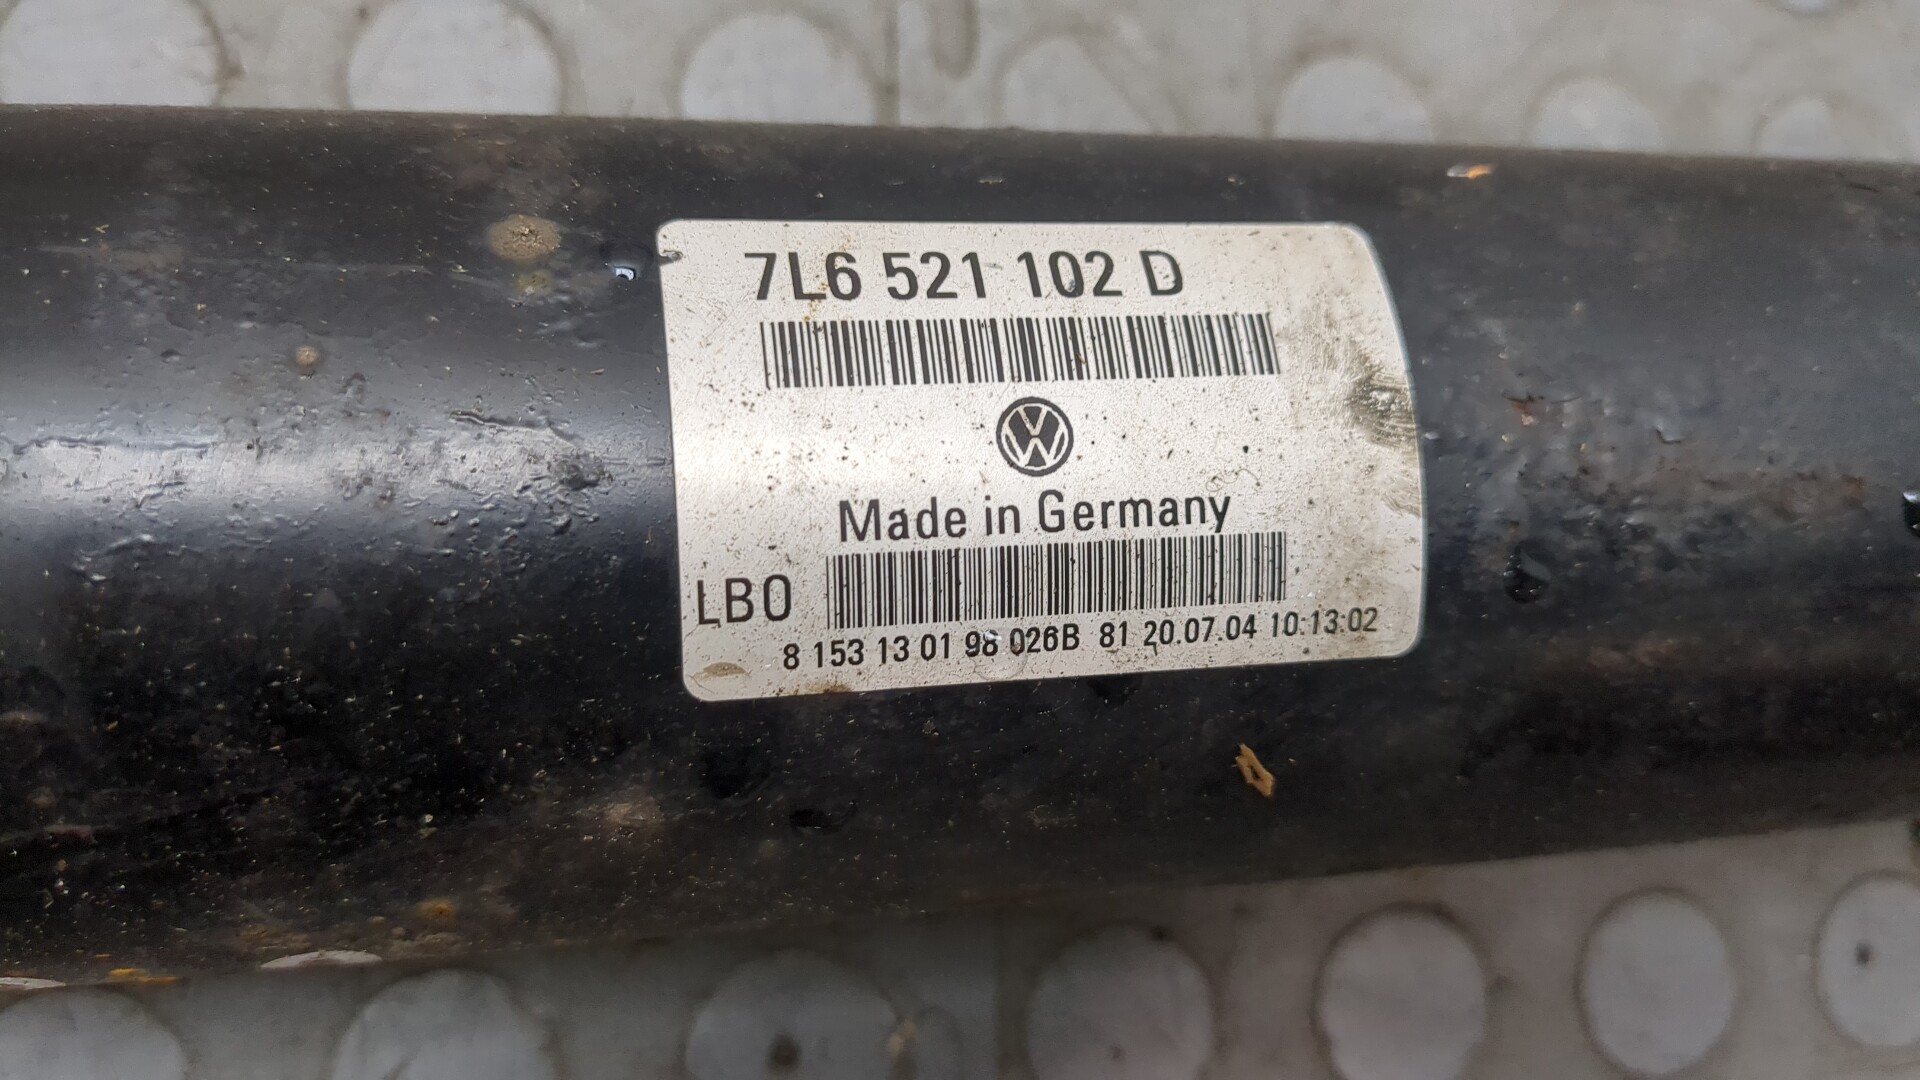 7L6 521 102 D
Made in Germany
LBO
8 153 13 01 98 026B 81 20.07.04 10:13:02